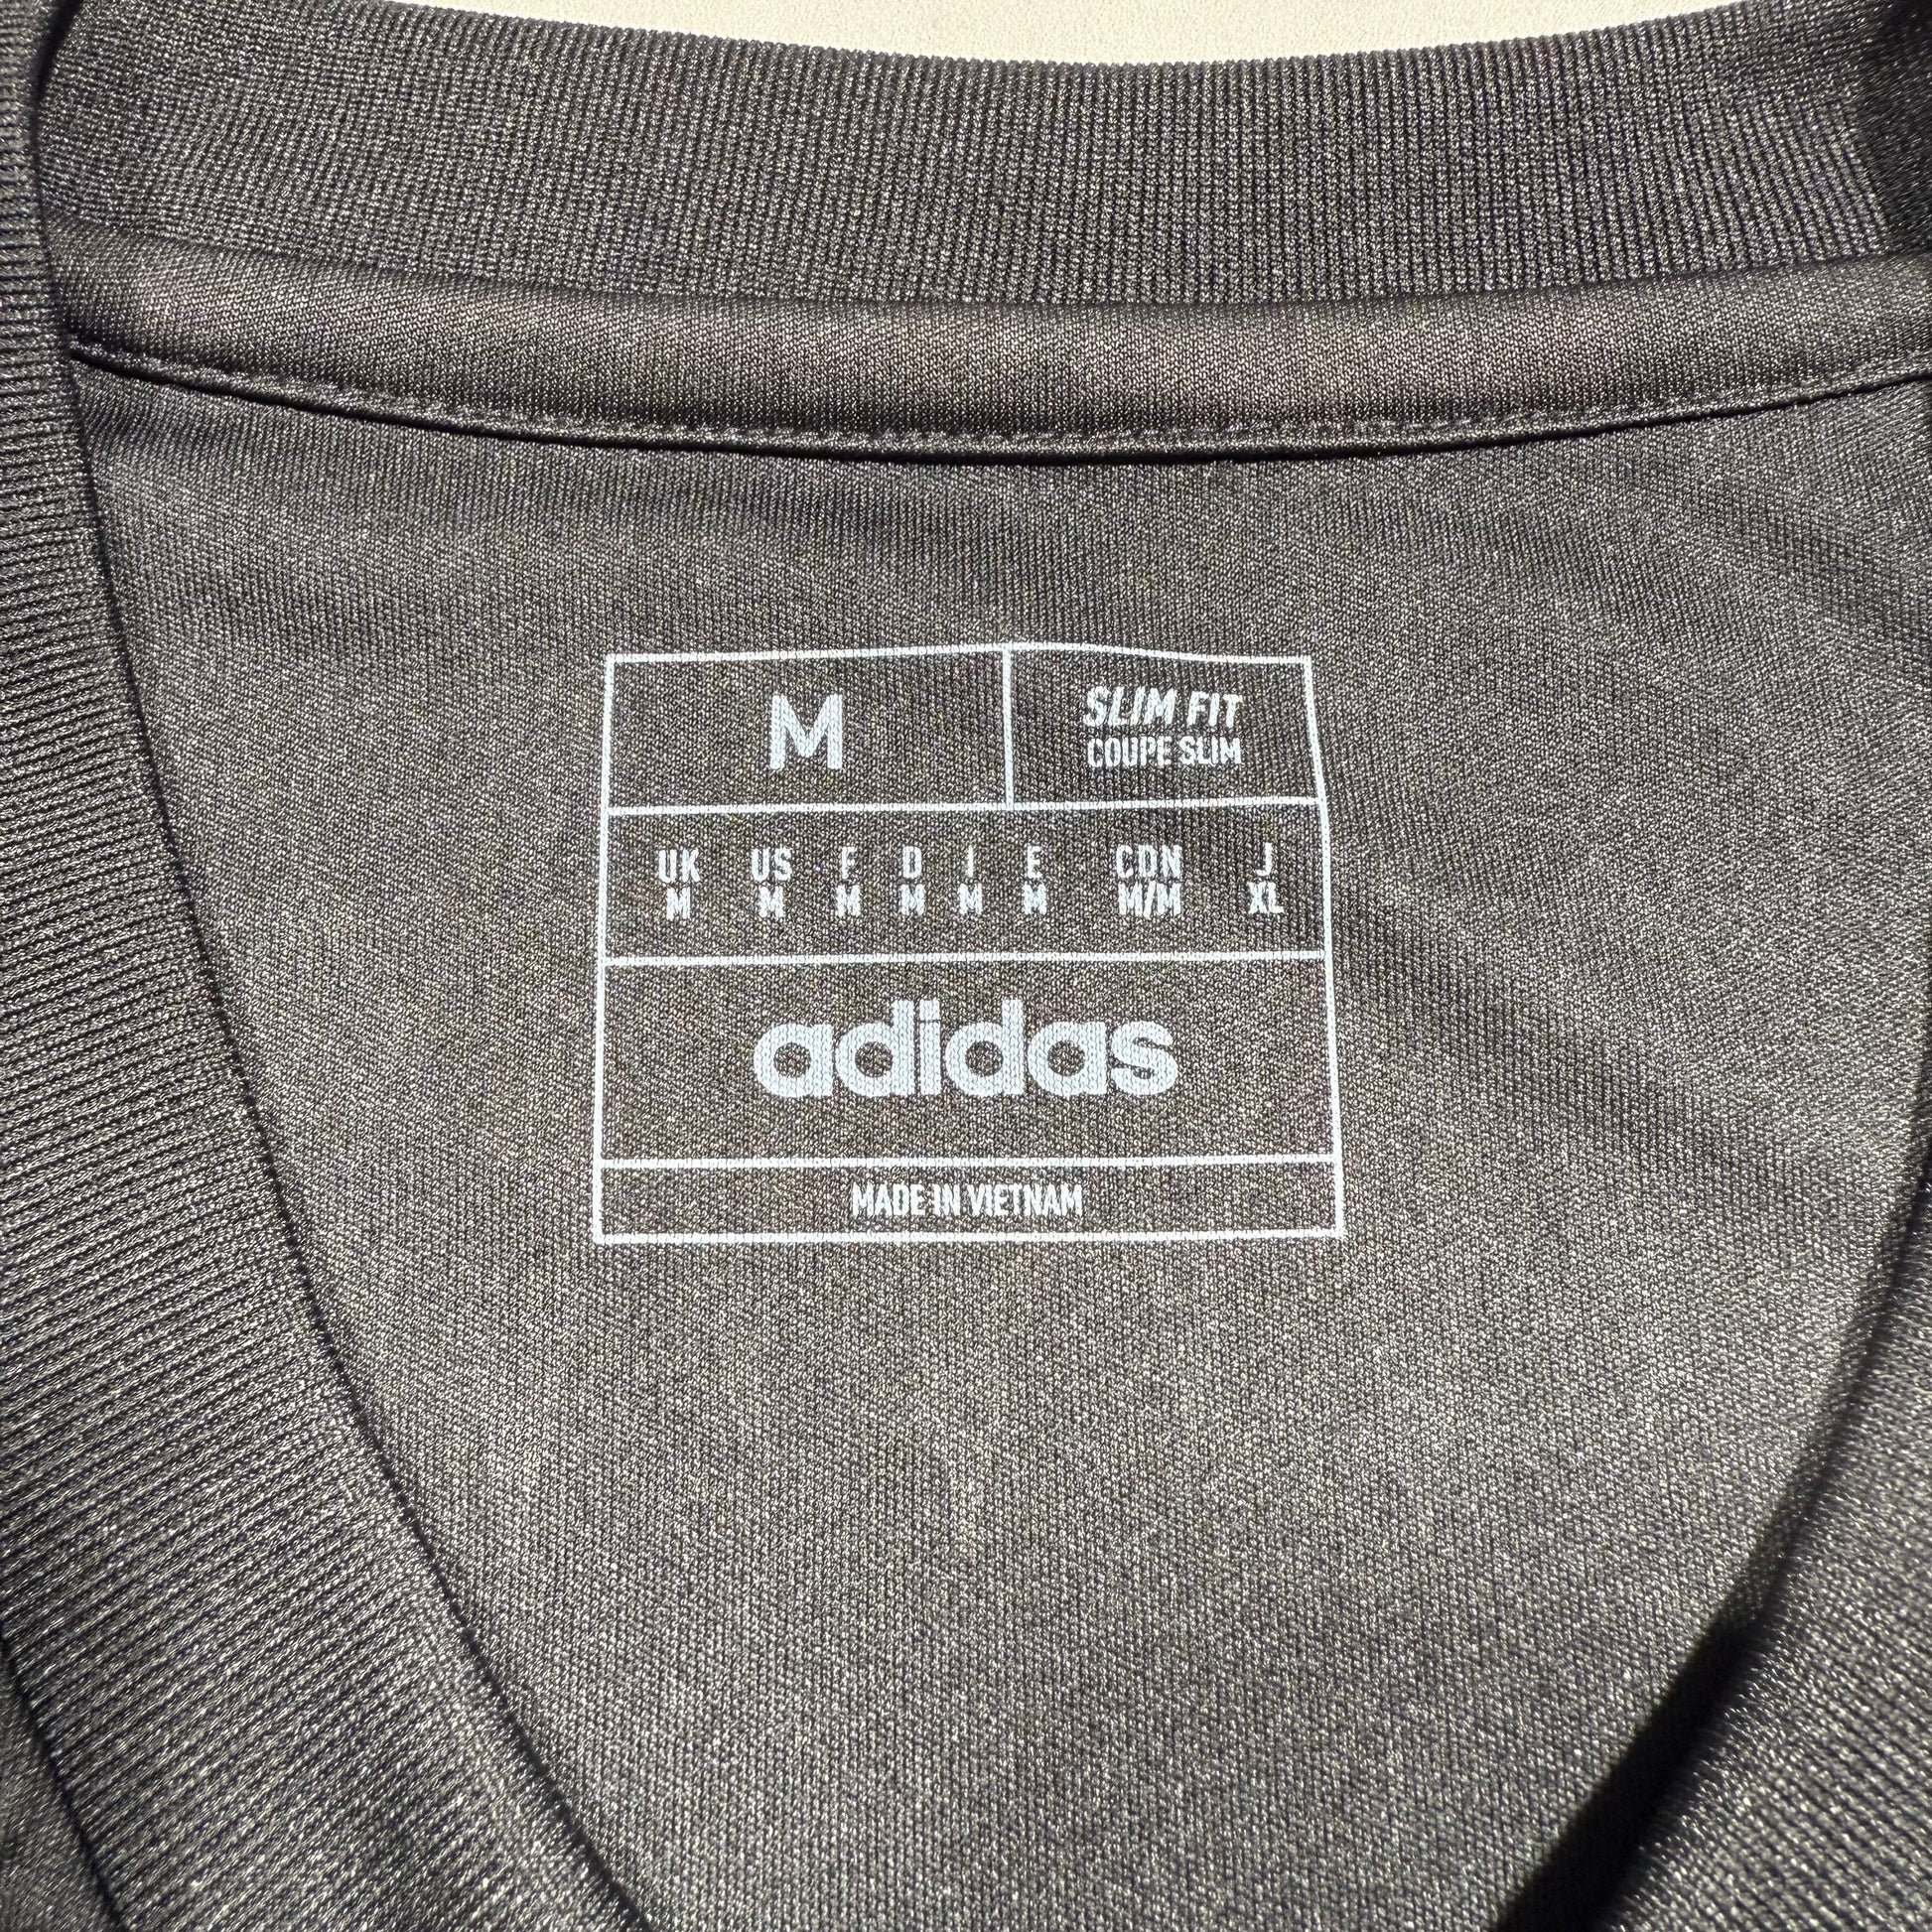 M
SLIM FIT
COUPE SLIM
UK US F D I E CDN J
M M M M M M M/M XL
adidas
MADE IN VIETNAM